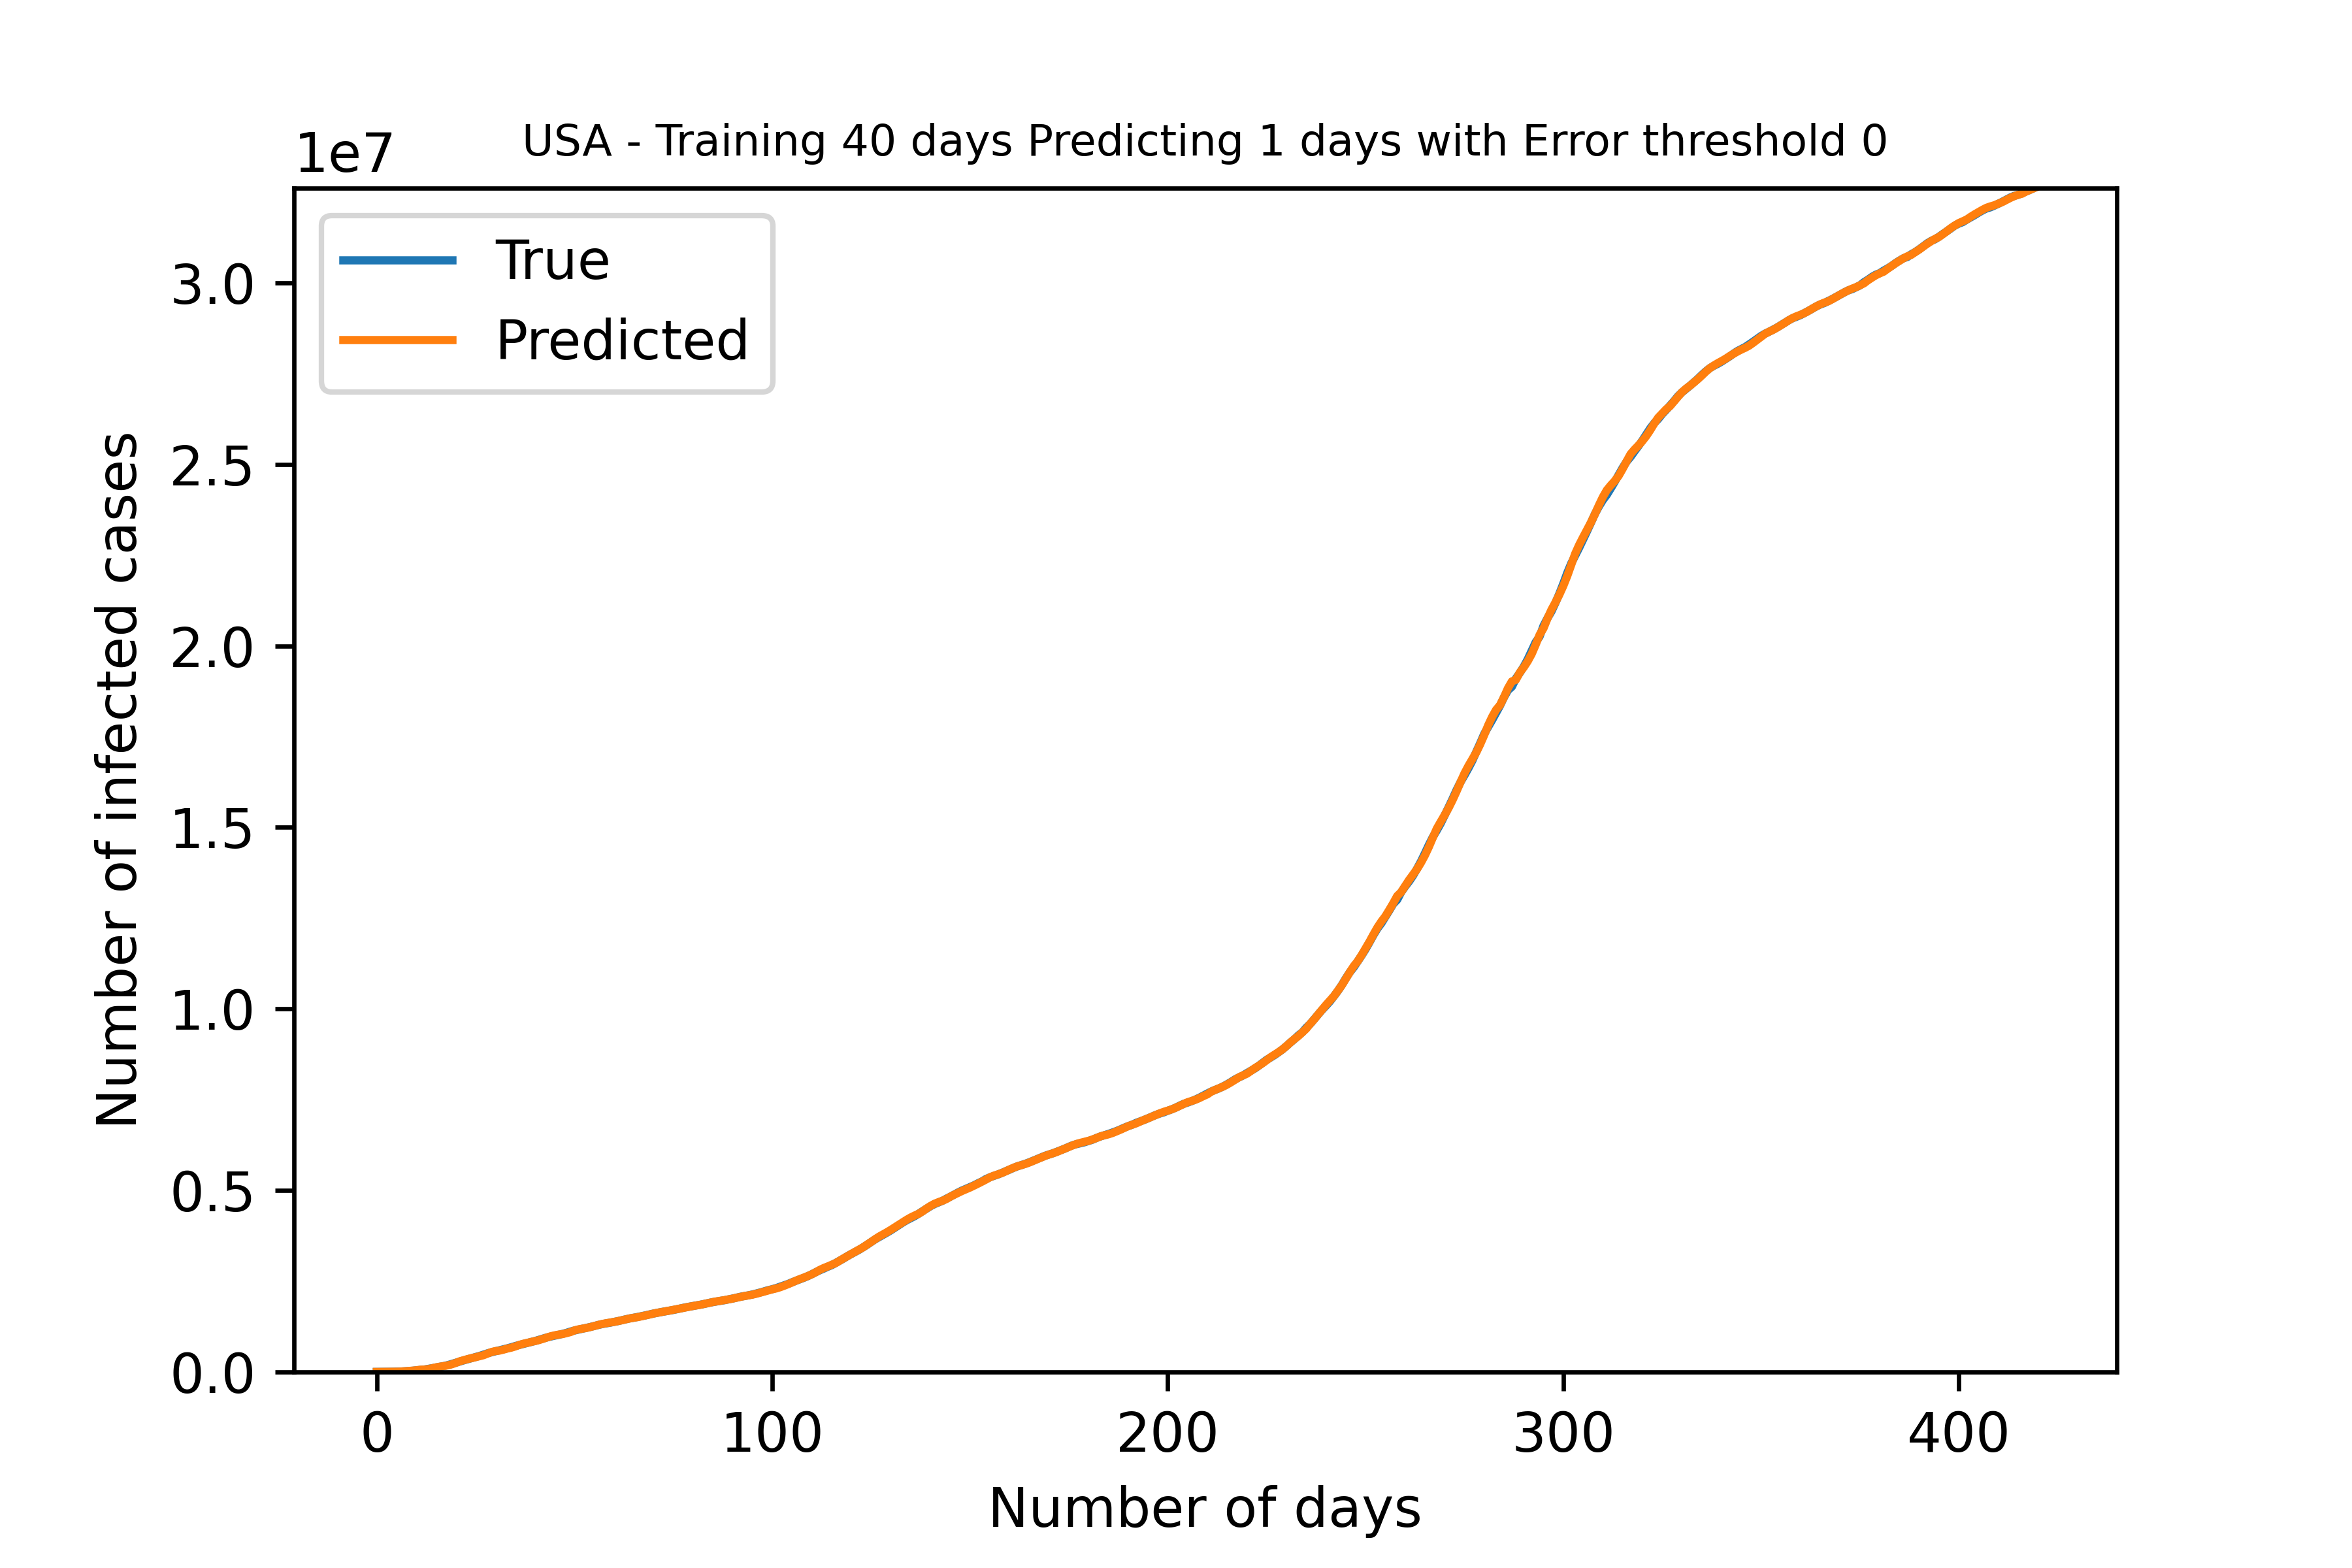 USA - Training 40 days Predicting 1 days with Error threshold 0
1e7
True
Predicted
3.0
2.5
2.0
1.5
1.0
0.5
0.0
Number of infected cases
0 100 200 300 400
Number of days